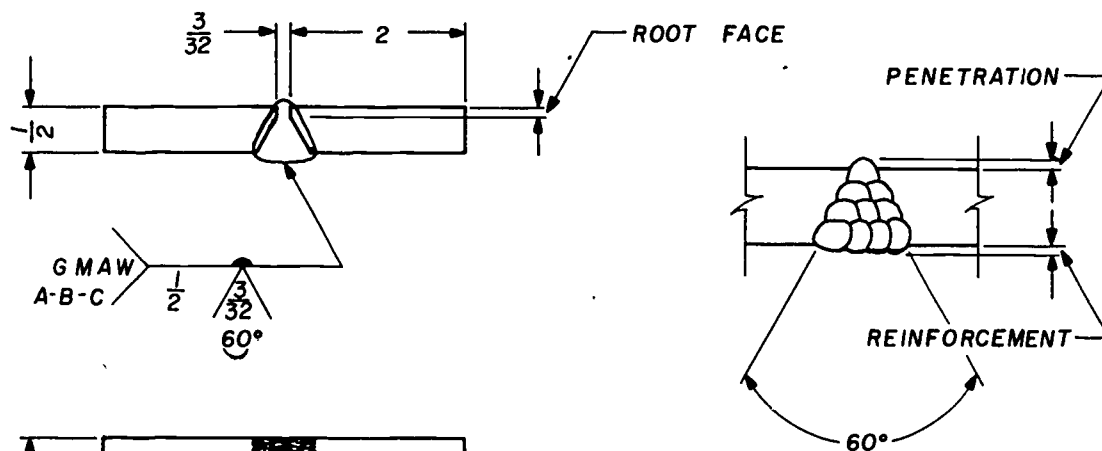 3/32
2
ROOT FACE
PENETRATION
1/2
GMAW
A-B-C
1/2
3/32
60°
REINFORCEMENT
60°